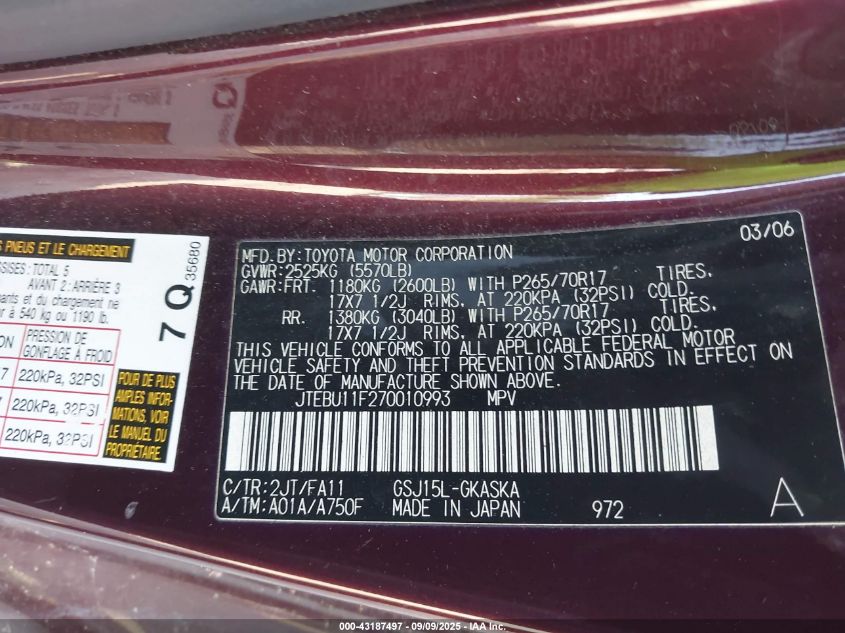 S PNEUS ET LE CHARGEMENT
SSISES: TOTAL 5
AVANT 2: ARRIÈRE 3
ants et du chargement ne
er à 540 kg ou 1190 lb.
ON
PRESSION DE
GONFLAGE À FROID
7
220kPa, 32PSI
7
220kPa, 32PSI
220kPa, 32PSI
POUR DE PLUS
AMPLES INFOR-
MATIONS, VOIR
LE MANUEL DU
PROPRIÉTAIRE.
7 Q 35680
03/06
MFD.BY:TOYOTA MOTOR CORPORATION
GVWR:2525KG (5570LB)
GAWR:FRT. 1180KG (2600LB) WITH P265/70R17 TIRES,
17X7 1/2J RIMS, AT 220KPA (32PSI) COLD.
RR. 1380KG (3040LB) WITH P265/70R17 TIRES,
17X7 1/2J RIMS, AT 220KPA (32PSI) COLD.
THIS VEHICLE CONFORMS TO ALL APPLICABLE FEDERAL MOTOR
VEHICLE SAFETY AND THEFT PREVENTION STANDARDS IN EFFECT ON
THE DATE OF MANUFACTURE SHOWN ABOVE.
JTEBU11F270010993 MPV
C/TR:2JT/FA11 GSJ15L-GKASKA
A/TM:A01A/A750F MADE IN JAPAN 972 A
000-43187497 - 09/09/2025 - IAA Inc.